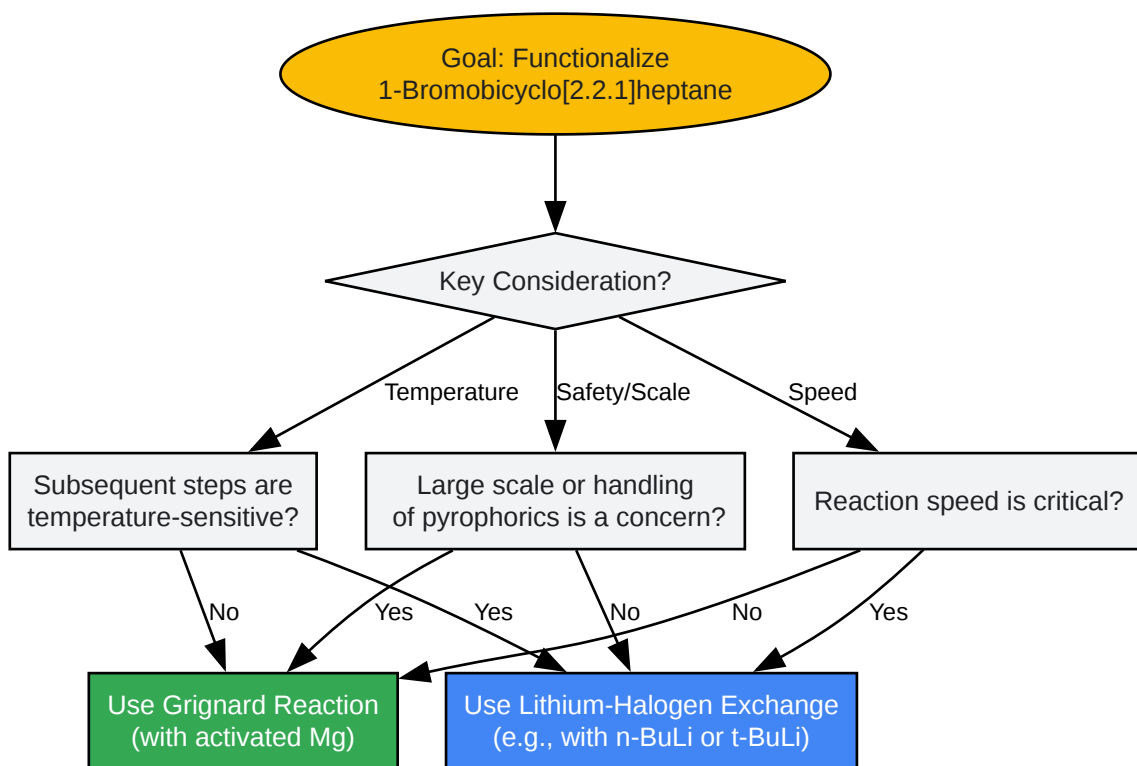 Goal: Functionalize
1-Bromobicyclo[2.2.1]heptane
Key Consideration?
Temperature
Safety/Scale
Speed
Subsequent steps are
temperature-sensitive?
Large scale or handling
of pyrophorics is a concern?
Reaction speed is critical?
No
Yes
Yes
No
No
Yes
Use Grignard Reaction
(with activated Mg)
Use Lithium-Halogen Exchange
(e.g., with n-BuLi or t-BuLi)